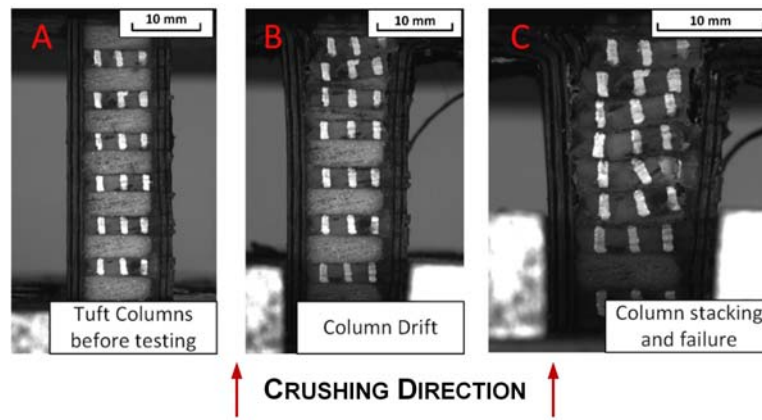 A
10 mm
B
10 mm
C
10 mm
Tuft Columns
before testing
Column Drift
Column stacking
and failure
CRUSHING DIRECTION